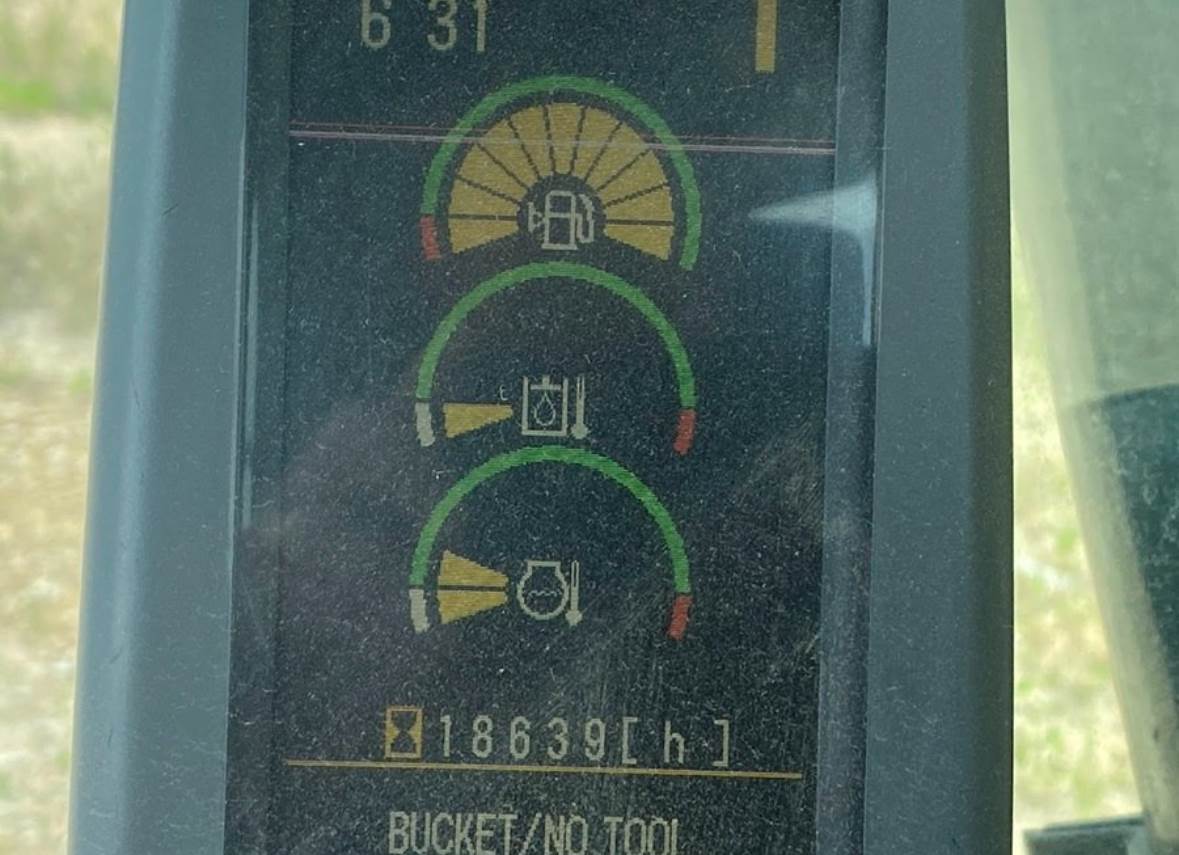 6 31
18639[ h ]
BUCKET/NO TOOL